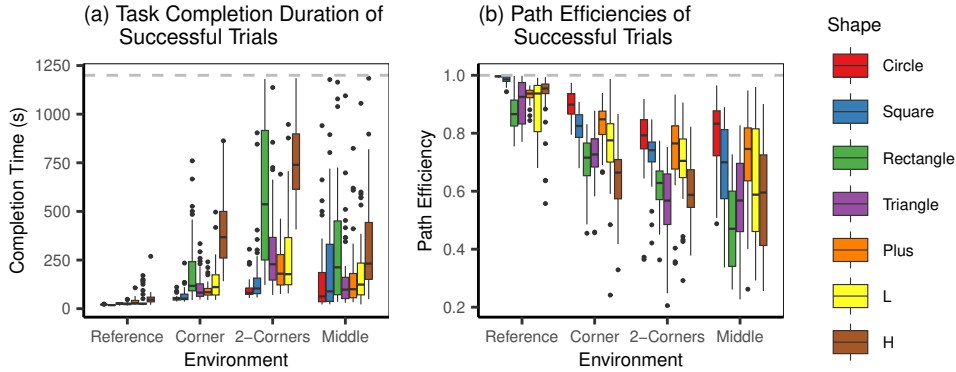 (a) Task Completion Duration of
Successful Trials
1250
1000
750
500
250
0
Completion Time (s)
Reference
Corner
2−Corners
Middle
Environment
(b) Path Efficiencies of
Successful Trials
1.0
0.8
0.6
0.4
0.2
Path Efficiency
Reference
Corner
2−Corners
Middle
Environment
Shape
Circle
Square
Rectangle
Triangle
Plus
L
H